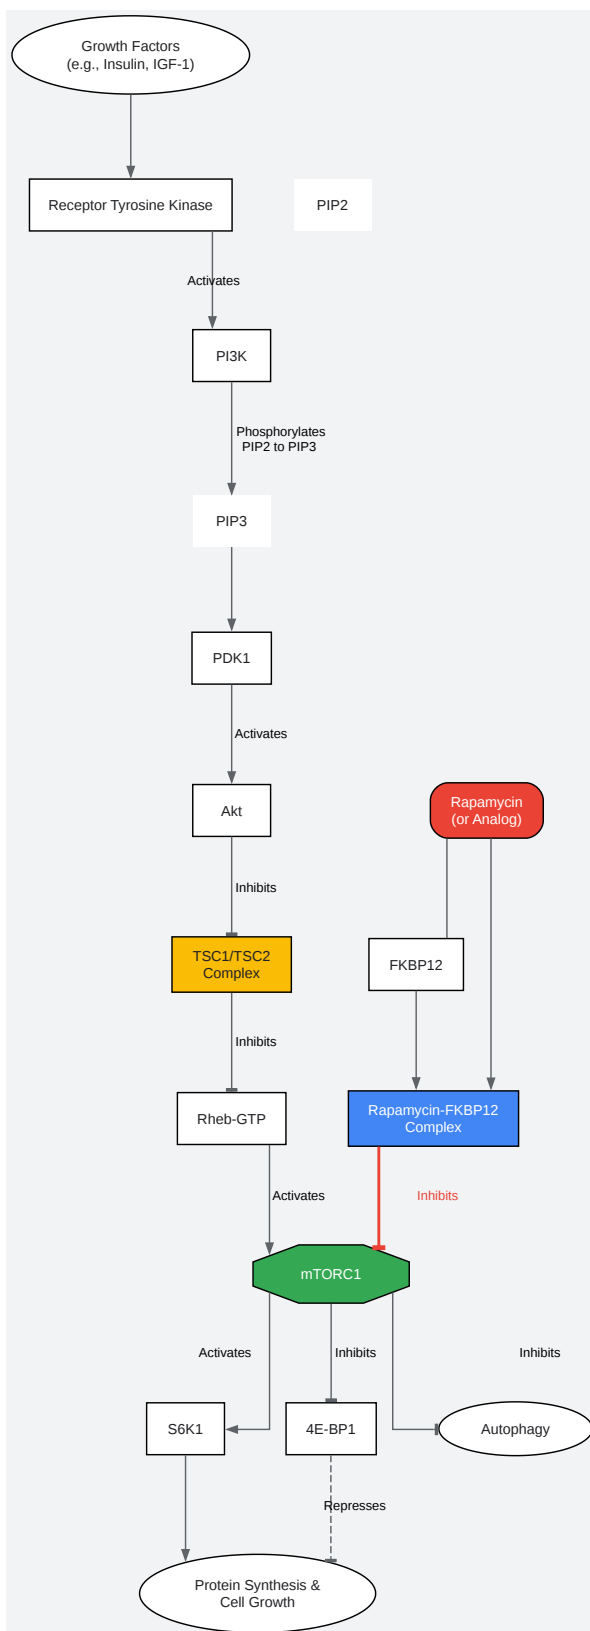 Growth Factors
(e.g., Insulin, IGF-1)
Receptor Tyrosine Kinase
PIP2
Activates
PI3K
Phosphorylates
PIP2 to PIP3
PIP3
PDK1
Activates
Akt
Rapamycin
(or Analog)
Inhibits
TSC1/TSC2
Complex
FKBP12
Inhibits
Rheb-GTP
Rapamycin-FKBP12
Complex
Activates
Inhibits
mTORC1
Activates
Inhibits
Inhibits
S6K1
4E-BP1
Autophagy
Represses
Protein Synthesis &
Cell Growth